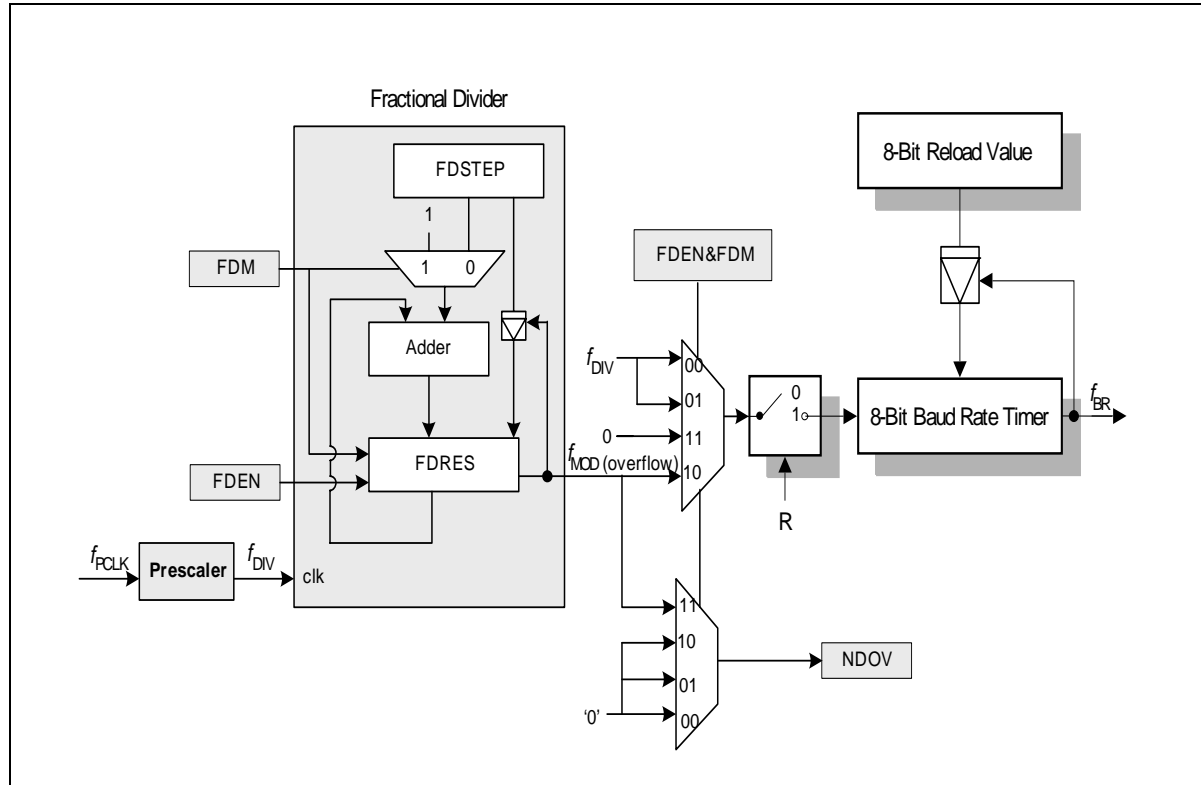 Fractional Divider
8-Bit Reload Value
FDSTEP
1
FDM
1 0
FDEN&FDM
Adder
fDIV
00
01
0
11
10
0
1
8-Bit Baud Rate Timer
fBR
FDRES
fMOD (overflow)
FDEN
R
fPCLK
Prescaler
fDIV
clk
11
10
01
00
‘0’
NDOV